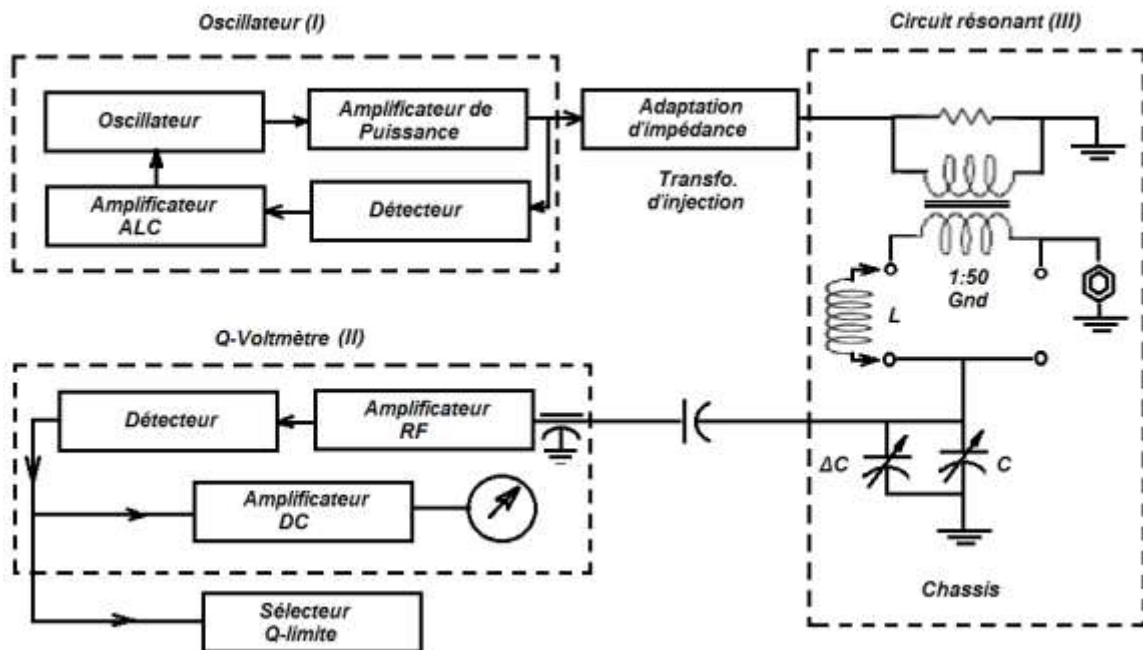 Oscillateur (I)
Circuit résonant (III)
Oscillateur
Amplificateur de
Puissance
Adaptation
d'impédance
Amplificateur
ALC
Détecteur
Transfo.
d'injection
1:50
Gnd
L
Q-Voltmètre (II)
Détecteur
Amplificateur
RF
ΔC
C
Amplificateur
DC
Chassis
Sélecteur
Q-limite